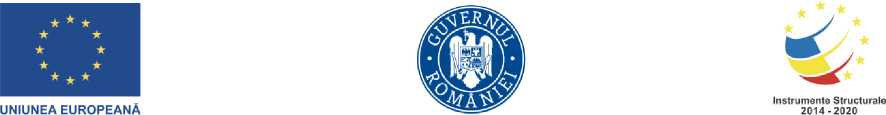 UNIUNEA EUROPEANĂ
GUVERNUL ROMÂNIEI
Instrumente Structurale
2014 - 2020